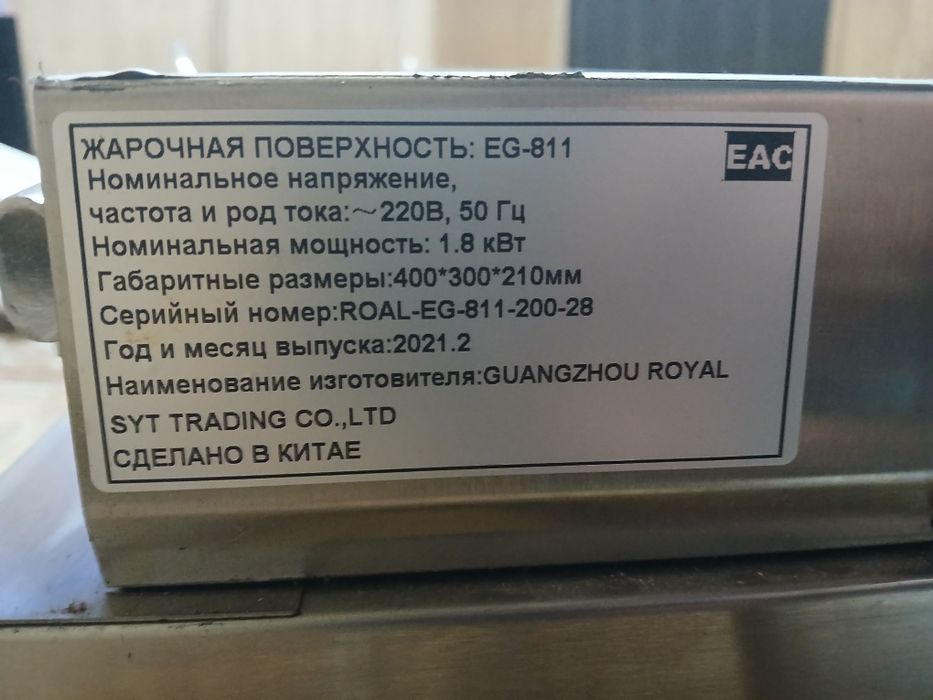 ЖАРОЧНАЯ ПОВЕРХНОСТЬ: EG-811
EAC
Номинальное напряжение,
частота и род тока:~220В, 50 Гц
Номинальная мощность: 1.8 кВт
Габаритные размеры:400*300*210мм
Серийный номер:ROAL-EG-811-200-28
Год и месяц выпуска:2021.2
Наименование изготовителя:GUANGZHOU ROYAL
SYT TRADING CO.,LTD
СДЕЛАНО В КИТАЕ